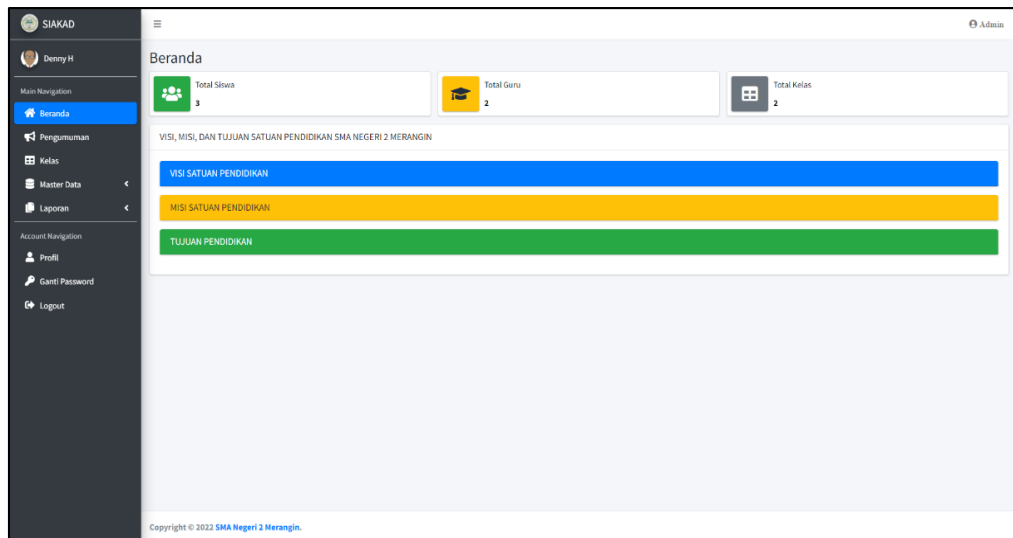 SIAKAD
Admin
Denny H
Main Navigation
Beranda
Pengumuman
Kelas
Master Data
Laporan
Account Navigation
Profil
Ganti Password
Logout
Beranda
Total Siswa
3
Total Guru
2
Total Kelas
2
VISI, MISI, DAN TUJUAN SATUAN PENDIDIKAN SMA NEGERI 2 MERANGIN
VISI SATUAN PENDIDIKAN
MISI SATUAN PENDIDIKAN
TUJUAN PENDIDIKAN
Copyright © 2022 SMA Negeri 2 Merangin.